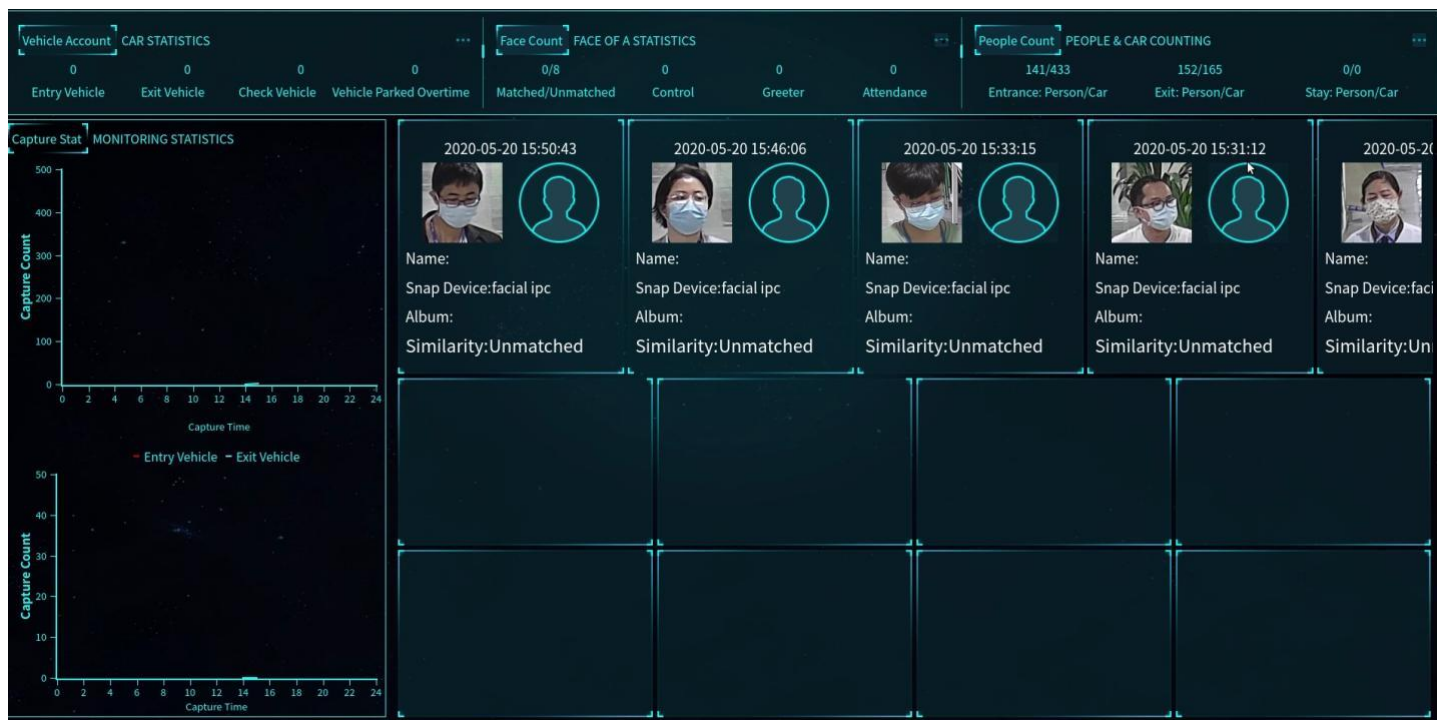 Vehicle Account CAR STATISTICS ...
0 0 0 0
Entry Vehicle Exit Vehicle Check Vehicle Vehicle Parked Overtime
Face Count FACE OF A STATISTICS ...
0/8 0 0 0
Matched/Unmatched Control Greeter Attendance
People Count PEOPLE & CAR COUNTING ...
141/433 152/165 0/0
Entrance: Person/Car Exit: Person/Car Stay: Person/Car
Capture Stat MONITORING STATISTICS
500
400
300
200
100
0
Capture Count
0 2 4 6 8 10 12 14 16 18 20 22 24
Capture Time
Entry Vehicle Exit Vehicle
50
40
30
20
10
0
Capture Count
0 2 4 6 8 10 12 14 16 18 20 22 24
Capture Time
2020-05-20 15:50:43
Name:
Snap Device:facial ipc
Album:
Similarity:Unmatched
2020-05-20 15:46:06
Name:
Snap Device:facial ipc
Album:
Similarity:Unmatched
2020-05-20 15:33:15
Name:
Snap Device:facial ipc
Album:
Similarity:Unmatched
2020-05-20 15:31:12
Name:
Snap Device:facial ipc
Album:
Similarity:Unmatched
2020-05-20
Name:
Snap Device:faci
Album:
Similarity:Un